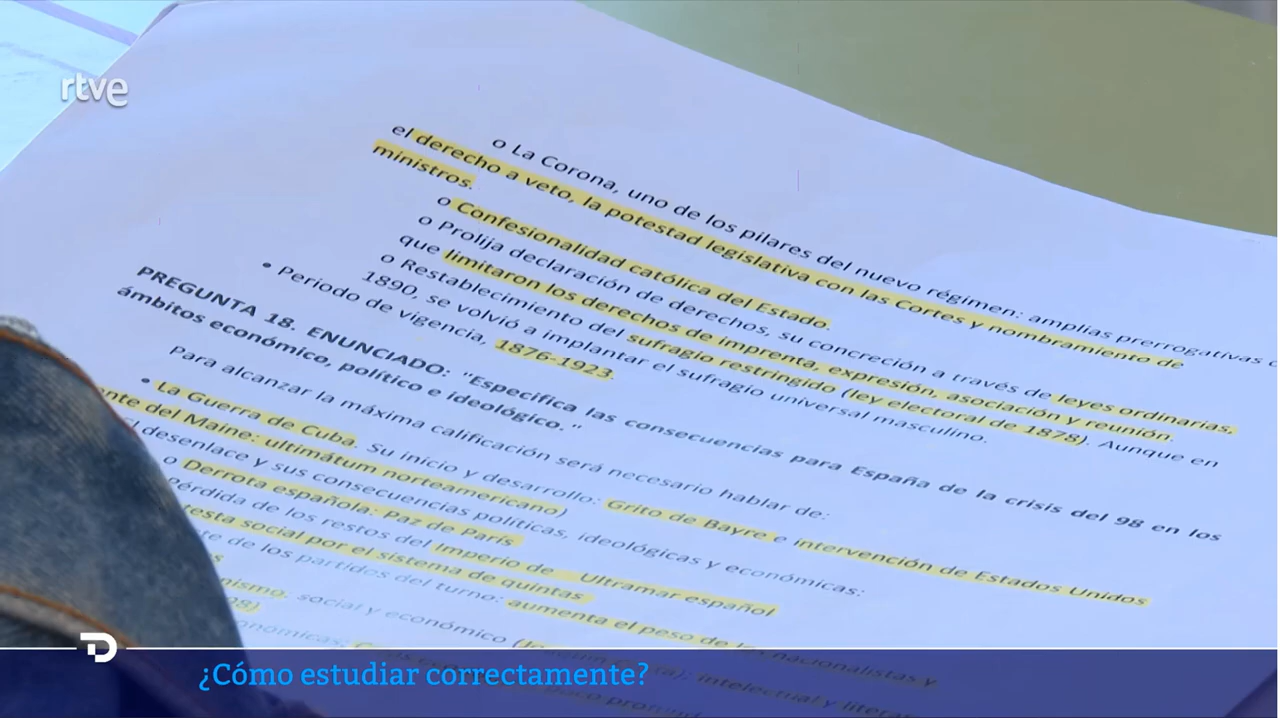 rtve
o La Corona, uno de los pilares del nuevo régimen: amplias prerrogativas
el derecho a veto, la potestad legislativa con las Cortes y nombramiento de
ministros.
o Confesionalidad católica del Estado.
o Prolija declaración de derechos, su concreción a través de leyes ordinarias,
que limitaron los derechos de imprenta, expresión, asociación y reunión.
o Restablecimiento del sufragio restringido (ley electoral de 1878). Aunque en
1890, se volvió a implantar el sufragio universal masculino.
• Periodo de vigencia, 1876-1923.
PREGUNTA 18. ENUNCIADO: "Especifica las consecuencias para España de la crisis del 98 en los
ámbitos económico, político e ideológico."
Para alcanzar la máxima calificación será necesario hablar de:
• La Guerra de Cuba. Su inicio y desarrollo: Grito de Bayre e intervención de Estados Unidos
del Maine: ultimátum norteamericano)
desenlace y sus consecuencias políticas, ideológicas y económicas:
o Derrota española: Paz de París
Pérdida de los restos del Imperio de Ultramar español
social por el sistema de quintas
de los partidos del turno: aumenta el peso de los nacionalistas y
social y económico (Joaquín Costa), intelectual y
¿Cómo estudiar correctamente?